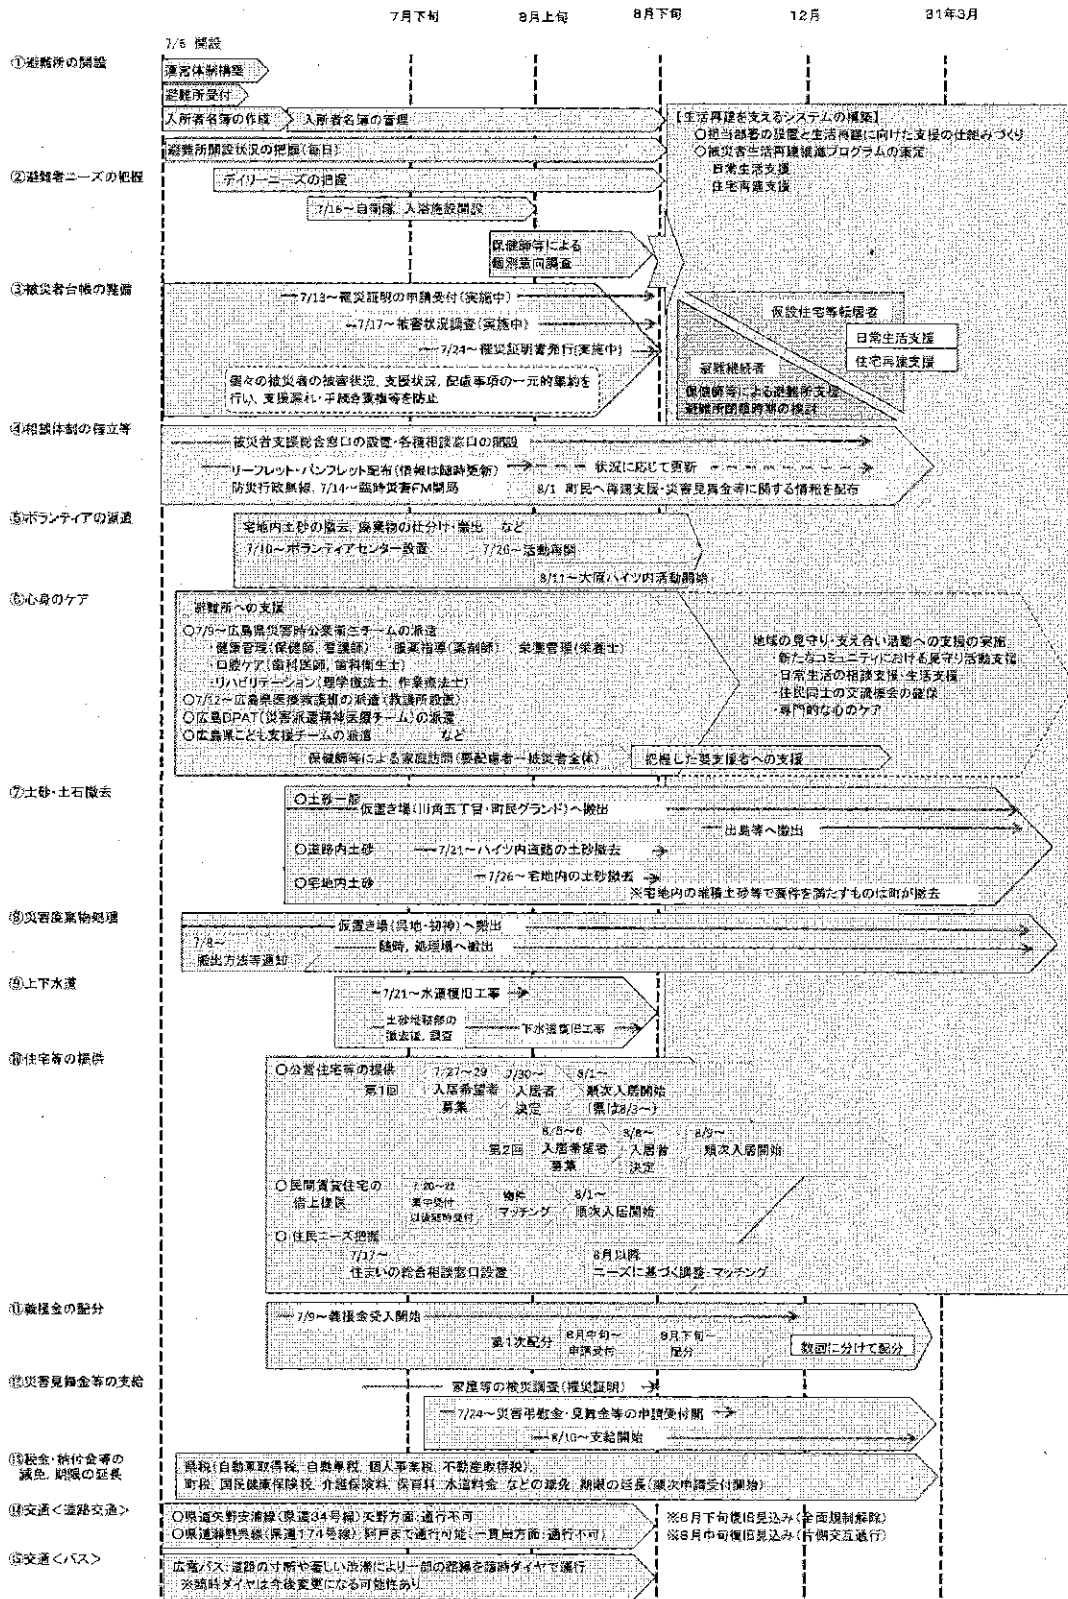 7月下旬 8月上旬 8月下旬 12月 31年3月
7/6 開設
①避難所の開設
運営体制構築
避難所受付
入所者名簿の作成 入所者名簿の管理
避難所開設状況の把握(毎日)
【生活再建を支えるシステムの構築】
○担当部署の設置と生活再建に向けた支援の仕組みづくり
○被災者生活再建推進プログラムの策定
日常生活支援
住宅再建支援
②避難者ニーズの把握
デイリーニーズの把握
7/16~自衛隊、入浴施設開設
保健師等による
個別意向調査
③被災者台帳の整備
7/13~罹災証明の申請受付(実施中)
7/17~被害状況調査(実施中)
7/24~罹災証明書発行(実施中)
個々の被災者の被害状況、支援状況、配慮事項の一元的集約を
行い、支援漏れ・手続き重複等を防止
仮設住宅等転居者
日常生活支援
住宅再建支援
避難継続者
保健師等による避難所支援
避難所閉鎖時期の検討
④相談体制の確立等
被災者支援総合窓口の設置・各種相談窓口の開設
リーフレット・パンフレット配布(情報は随時更新) 状況に応じて更新
防災行政無線、7/14~臨時災害FM開局 8/1 町民へ再建支援・災害見舞金等に関する情報を配布
⑤ボランティアの派遣
宅地内土砂の撤去、廃棄物の仕分け・搬出 など
7/10~ボランティアセンター設置 7/26~活動再開
8/11~大原ハイツ内活動開始
⑥心身のケア
避難所への支援
○7/9~広島県災害時公衆衛生チームの派遣
・健康管理(保健師、看護師) ・服薬指導(薬剤師) ・栄養管理(栄養士)
・口腔ケア(歯科医師、歯科衛生士)
・リハビリテーション(理学療法士、作業療法士)
○7/12~広島県医療救護班の派遣(救護所設置)
○広島DPAT(災害派遣精神医療チーム)の派遣
○広島県こども支援チームの派遣 など
保健師等による家庭訪問(要配慮者→被災者全体) 把握した要支援者への支援
地域の見守り・支え合い活動への支援の実施
・新たなコミュニティにおける見守り活動支援
・日常生活の相談支援・生活支援
・住民同士の交流機会の確保
・専門的な心のケア
⑦土砂・土石撤去
○土砂一般
仮置き場(川角五丁目・町民グランド)へ搬出
出島等へ搬出
○道路内土砂 7/21~ハイツ内道路の土砂撤去
○宅地内土砂 7/26~宅地内の土砂撤去
※宅地内の堆積土砂等で要件を満たすものは町が撤去
⑧災害廃棄物処理
仮置き場(呉地・初神)へ搬出
7/8~
搬出方法等通知
随時、処理場へ搬出
⑨上下水道
7/21~水道復旧工事
土砂堆積部の
撤去後、調査
下水道復旧工事
⑩住宅等の提供
○公営住宅等の提供
第1回
7/27~29
入居希望者
募集
7/30~
入居者
決定
8/1~
順次入居開始
(県は8/3~)
第2回
8/5~6
入居希望者
募集
8/8~
入居者
決定
8/9~
順次入居開始
○民間賃貸住宅の
借上提供
7/20~22
集中受付
以後随時受付
物件
マッチング
8/1~
順次入居開始
○住民ニーズ把握
7/17~
住まいの総合相談窓口設置
8月以降
ニーズに基づく調整・マッチング
⑪義援金の配分
7/9~義援金受入開始
第1次配分
8月中旬~
申請受付
8月下旬~
配分
数回に分けて配分
⑫災害見舞金等の支給
家屋等の被災調査(罹災証明)
7/24~災害弔慰金・見舞金等の申請受付開
8/10~支給開始
⑬税金・納付金等の
減免、期限の延長
県税(自動車取得税、自動車税、個人事業税、不動産取得税)
町税、国民健康保険税、介護保険料、保育料、水道料金 などの減免、期限の延長(順次申請受付開始)
⑭交通<道路交通>
○県道矢野安浦線(県道34号線)矢野方面:通行不可 ※8月下旬復旧見込み(全面規制解除)
○県道瀬野呉線(県道174号線)阿戸まで通行可能(一貫田方面:通行不可) ※8月中旬復旧見込み(片側交互通行)
⑮交通<バス>
広電バス:道路の寸断や著しい渋滞により一部の路線を臨時ダイヤで運行
※臨時ダイヤは今後変更になる可能性あり